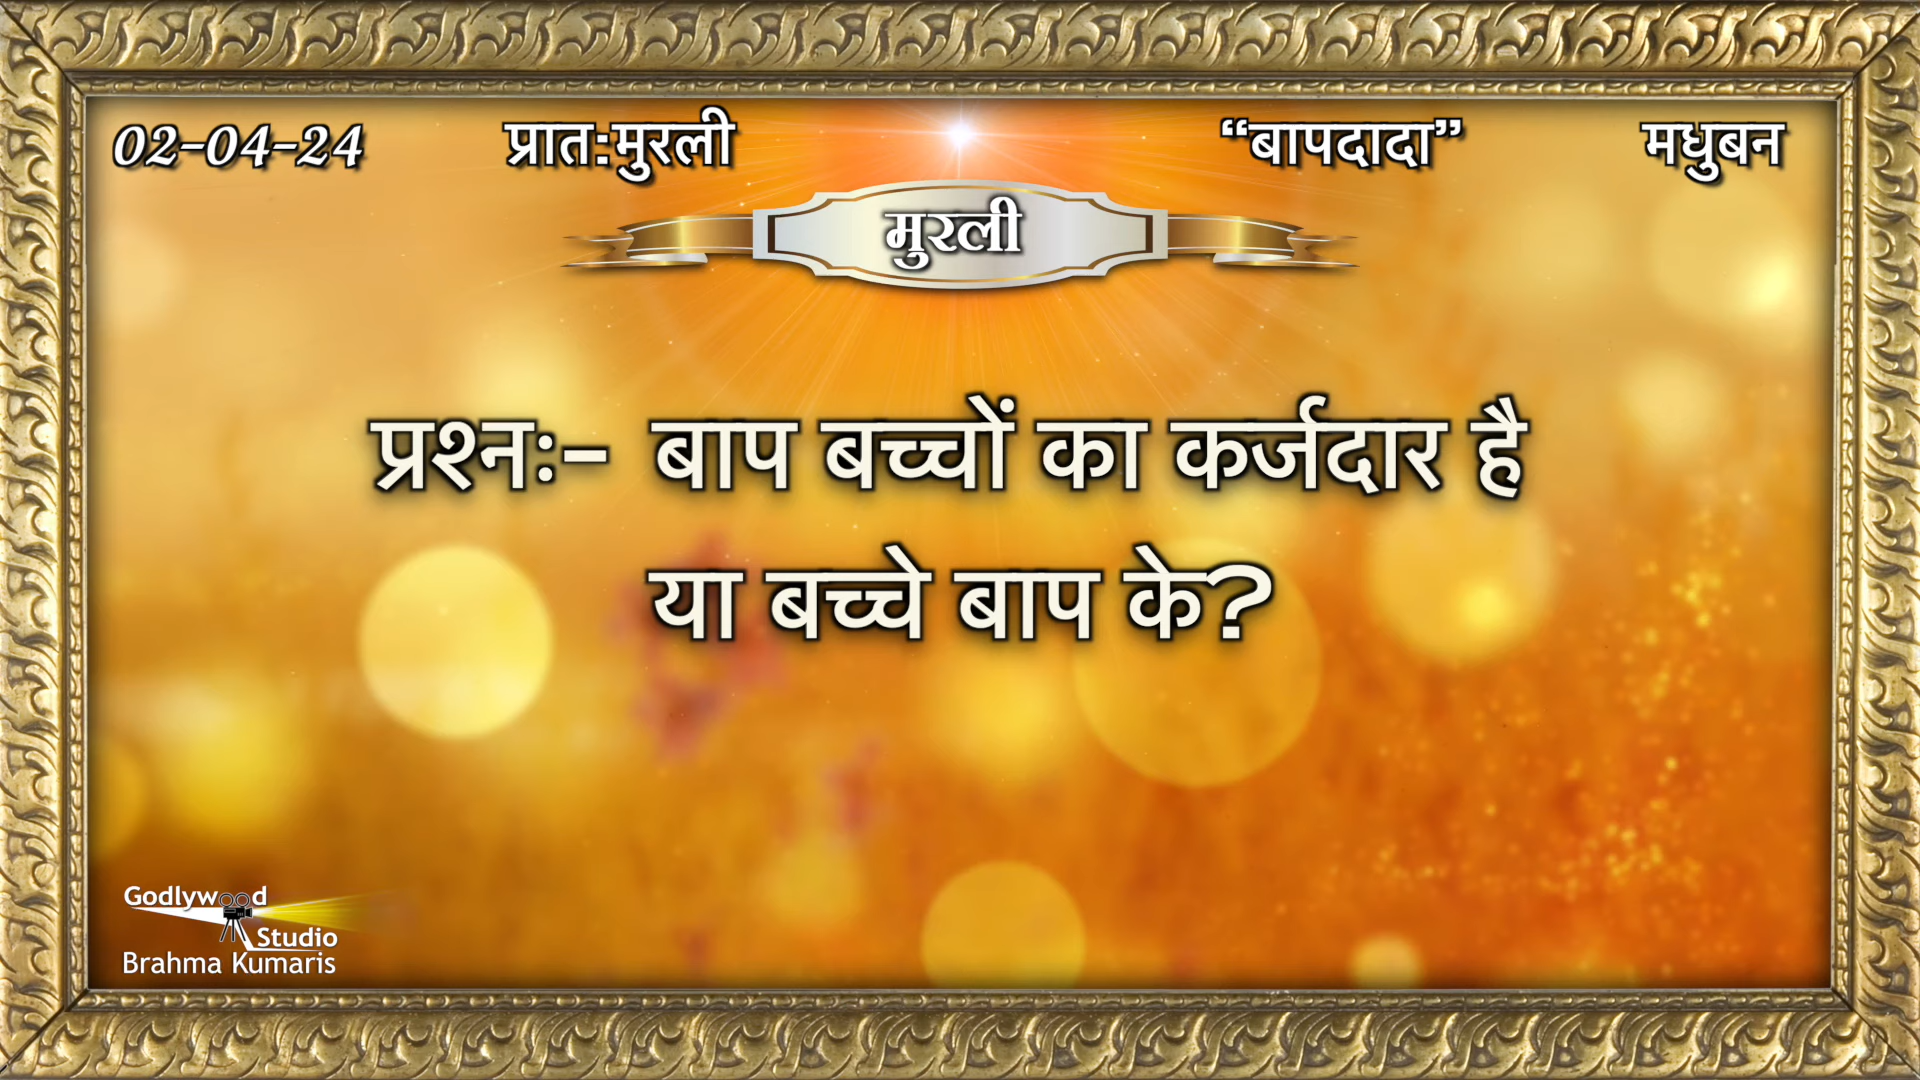 02-04-24 प्रात:मुरली “बापदादा” मधुबन
मुरली
प्रश्नः- बाप बच्चों का कर्जदार है
या बच्चे बाप के?
Godlywood
Studio
Brahma Kumaris